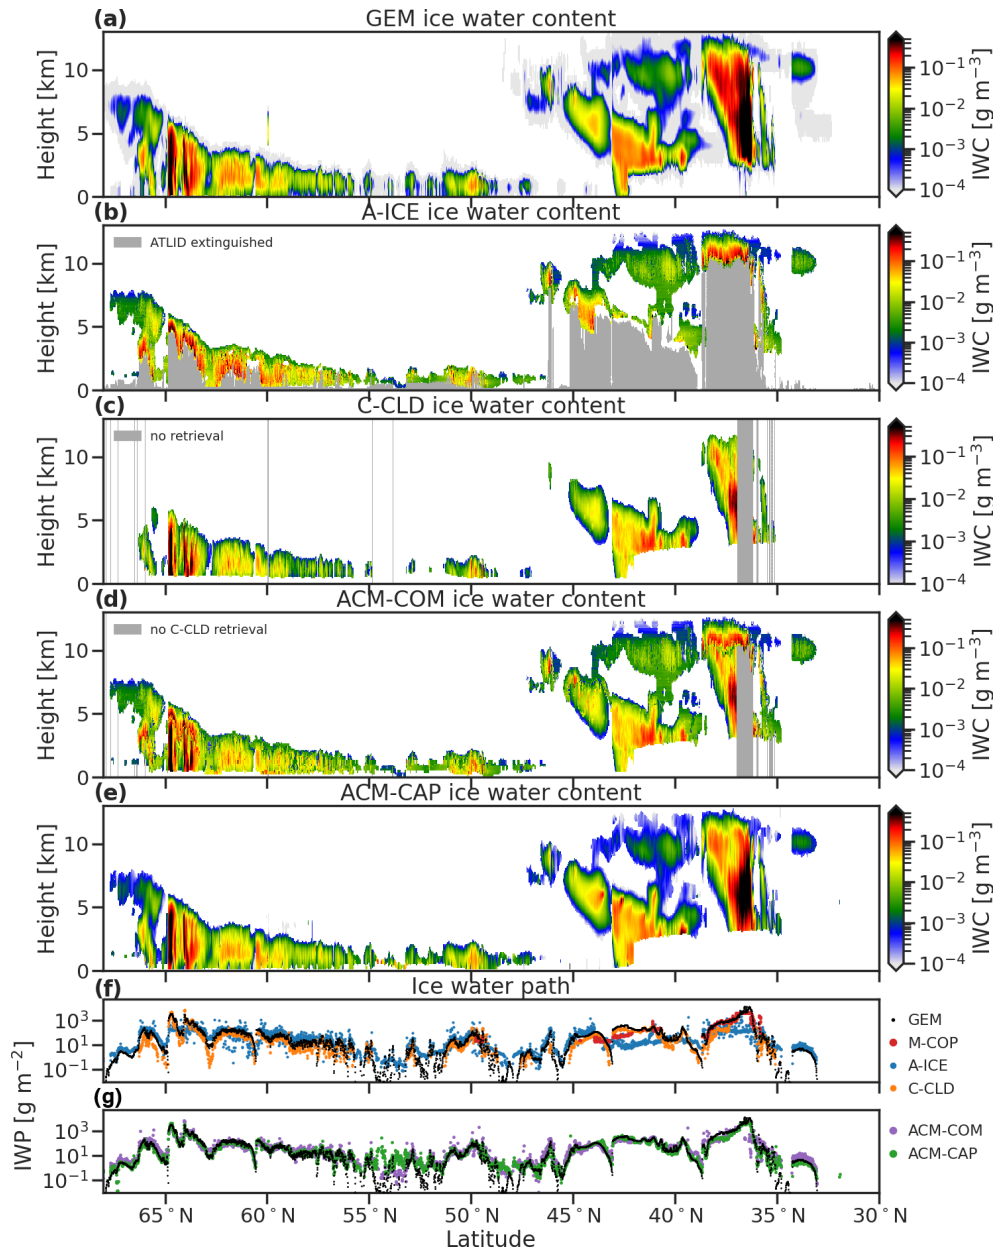 (a)
GEM ice water content
Height [km]
10
5
0
10⁻¹
10⁻²
10⁻³
10⁻⁴
IWC [g m⁻³]
(b)
A-ICE ice water content
ATLID extinguished
Height [km]
10
5
0
10⁻¹
10⁻²
10⁻³
10⁻⁴
IWC [g m⁻³]
(c)
C-CLD ice water content
no retrieval
Height [km]
10
5
0
10⁻¹
10⁻²
10⁻³
10⁻⁴
IWC [g m⁻³]
(d)
ACM-COM ice water content
no C-CLD retrieval
Height [km]
10
5
0
10⁻¹
10⁻²
10⁻³
10⁻⁴
IWC [g m⁻³]
(e)
ACM-CAP ice water content
Height [km]
10
5
0
10⁻¹
10⁻²
10⁻³
10⁻⁴
IWC [g m⁻³]
(f)
Ice water path
10³
10¹
10⁻¹
GEM
M-COP
A-ICE
C-CLD
IWP [g m⁻²]
(g)
10³
10¹
10⁻¹
ACM-COM
ACM-CAP
65°N 60°N 55°N 50°N 45°N 40°N 35°N 30°N
Latitude